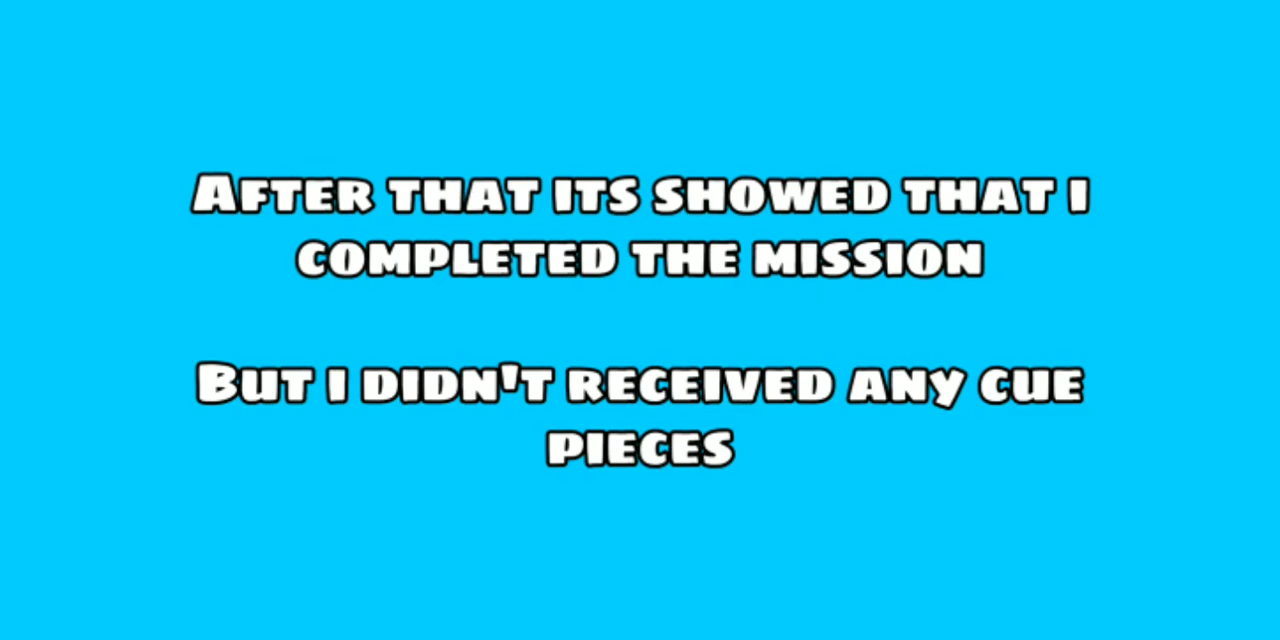 After that its showed that I
completed the mission
But I didn't received any cue
pieces